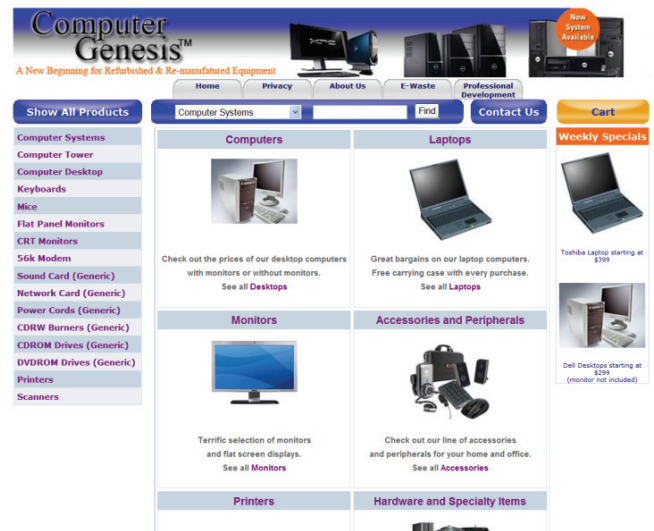 Computer
Genesis™
A New Beginning for Refurbished & Re-manufatured Equipment
Now
System
Available
Home
Privacy
About Us
E-Waste
Professional
Development
Show All Products
Computer Systems
Find
Contact Us
Cart
Computer Systems
Computer Tower
Computer Desktop
Keyboards
Mice
Flat Panel Monitors
CRT Monitors
56k Modem
Sound Card (Generic)
Network Card (Generic)
Power Cords (Generic)
CDRW Burners (Generic)
CDROM Drives (Generic)
DVDROM Drives (Generic)
Printers
Scanners
Computers
Check out the prices of our desktop computers
with monitors or without monitors.
See all Desktops
Laptops
Great bargains on our laptop computers.
Free carrying case with every purchase.
See all Laptops
Monitors
Terrific selection of monitors
and flat screen displays.
See all Monitors
Accessories and Peripherals
Check out our line of accessories
and peripherals for your home and office.
See all Accessories
Printers
Hardware and Specialty Items
Weekly Specials
Toshiba Laptop starting at
$399
Dell Desktops starting at
$299
(monitor not included)